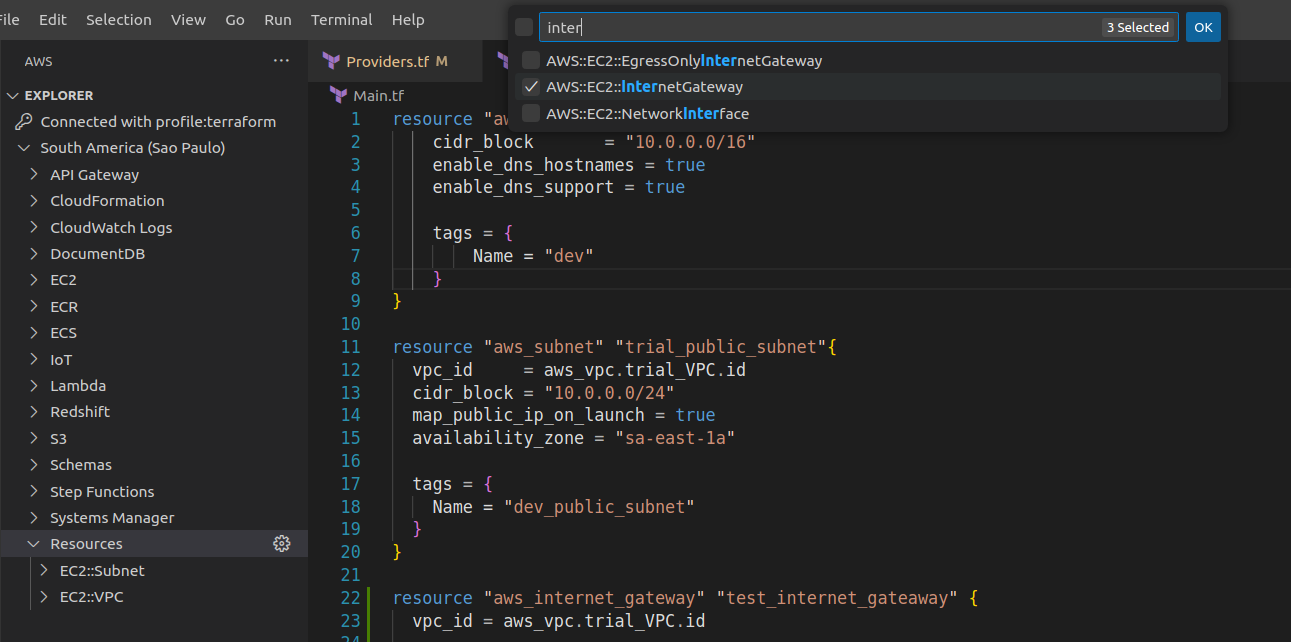 File Edit Selection View Go Run Terminal Help
inter 3 Selected OK
AWS::EC2::EgressOnlyInternetGateway
AWS::EC2::InternetGateway
AWS::EC2::NetworkInterface
AWS ...
EXPLORER
Connected with profile:terraform
South America (Sao Paulo)
API Gateway
CloudFormation
CloudWatch Logs
DocumentDB
EC2
ECR
ECS
IoT
Lambda
Redshift
S3
Schemas
Step Functions
Systems Manager
Resources
EC2::Subnet
EC2::VPC
Providers.tf M
Main.tf
1 resource "aw
2 cidr_block = "10.0.0.0/16"
3 enable_dns_hostnames = true
4 enable_dns_support = true
5
6 tags = {
7 Name = "dev"
8 }
9 }
10
11 resource "aws_subnet" "trial_public_subnet"{
12 vpc_id = aws_vpc.trial_VPC.id
13 cidr_block = "10.0.0.0/24"
14 map_public_ip_on_launch = true
15 availability_zone = "sa-east-1a"
16
17 tags = {
18 Name = "dev_public_subnet"
19 }
20 }
21
22 resource "aws_internet_gateway" "test_internet_gateaway" {
23 vpc_id = aws_vpc.trial_VPC.id
24